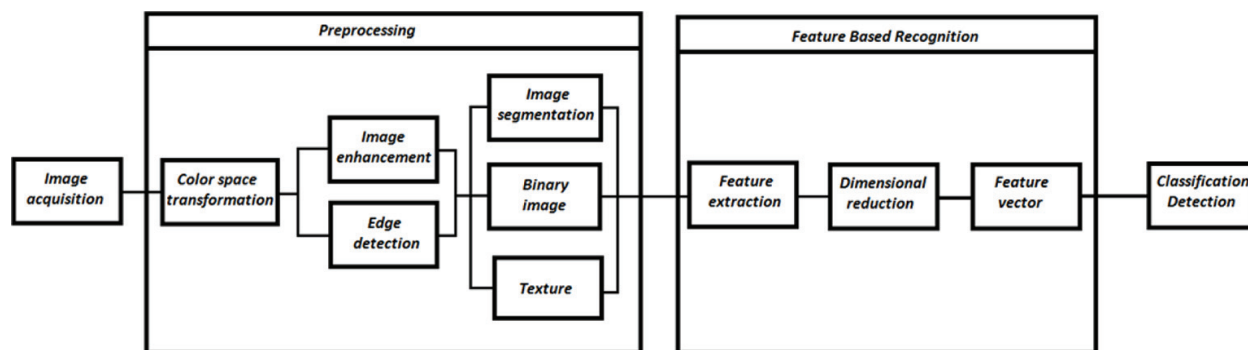 Preprocessing
Feature Based Recognition
Image
acquisition
Color space
transformation
Image
enhancement
Edge
detection
Image
segmentation
Binary
image
Texture
Feature
extraction
Dimensional
reduction
Feature
vector
Classification
Detection